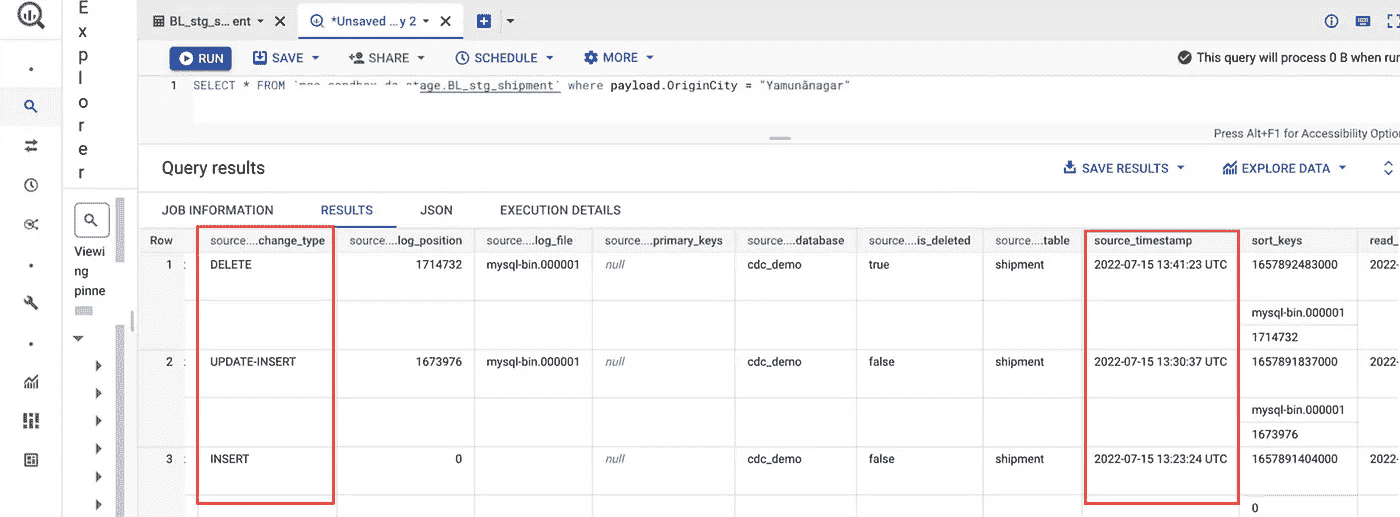 Explorer
BL_stg_s... ent
*Unsaved ...y 2
RUN
SAVE
SHARE
SCHEDULE
MORE
This query will process 0 B when run
1 SELECT * FROM `age.BL_stg_shipment` where payload.OriginCity = "Yamunānagar"
Press Alt+F1 for Accessibility Optio
Query results
SAVE RESULTS
EXPLORE DATA
JOB INFORMATION RESULTS JSON EXECUTION DETAILS
Viewi
ng
pinne
Row source....change_type source....log_position source....log_file source....primary_keys source....database source....is_deleted source....table source_timestamp sort_keys read_
1 DELETE 1714732 mysql-bin.000001 null cdc_demo true shipment 2022-07-15 13:41:23 UTC 1657892483000 2022-
mysql-bin.000001
1714732
2 UPDATE-INSERT 1673976 mysql-bin.000001 null cdc_demo false shipment 2022-07-15 13:30:37 UTC 1657891837000 2022-
mysql-bin.000001
1673976
3 INSERT 0 null cdc_demo false shipment 2022-07-15 13:23:24 UTC 1657891404000 2022-
0